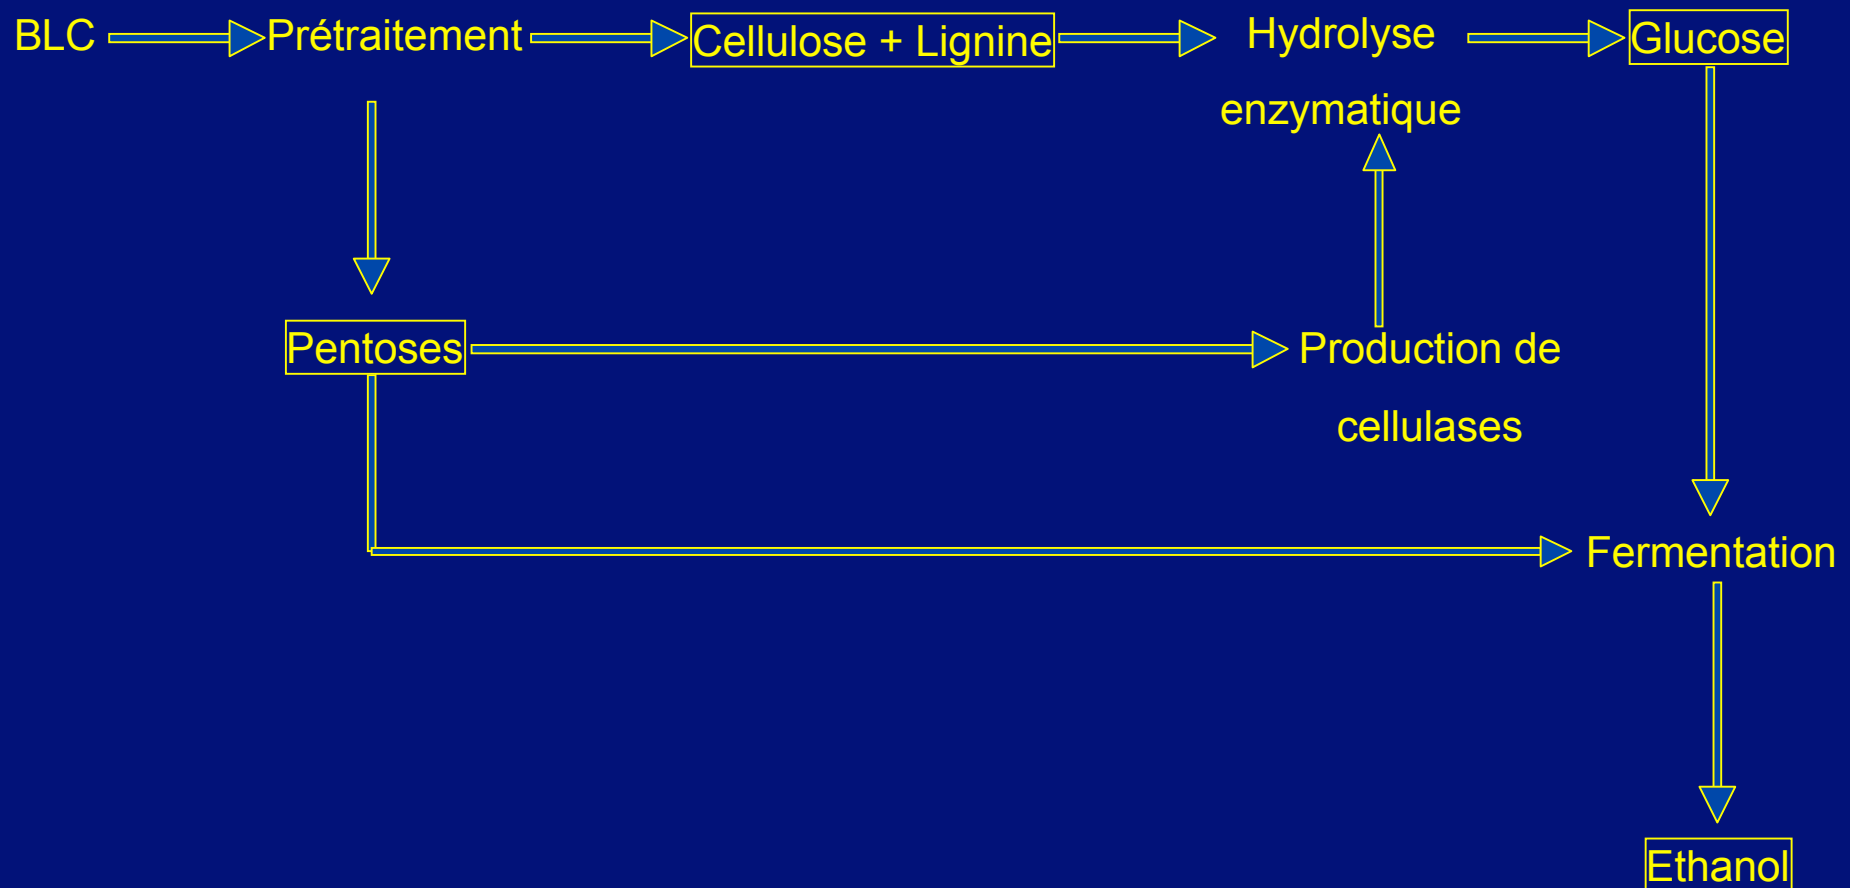 BLC
Prétraitement
Cellulose + Lignine
Hydrolyse
enzymatique
Glucose
Pentoses
Production de
cellulases
Fermentation
Ethanol